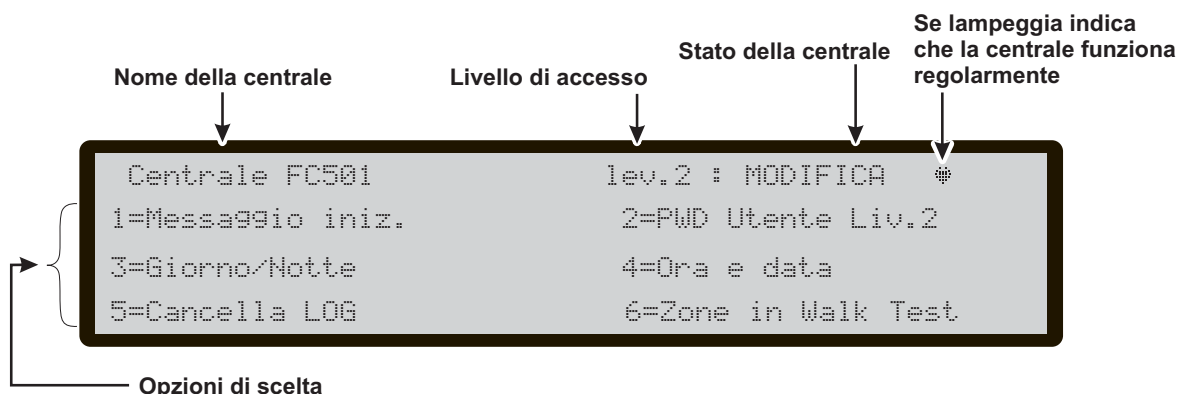 Se lampeggia indica
che la centrale funziona
regolarmente
Stato della centrale
Nome della centrale
Livello di accesso
Centrale FC501 lev.2 : MODIFICA
1=Messaggio iniz. 2=PWD Utente Liv.2
3=Giorno/Notte 4=Ora e data
5=Cancella LOG 6=Zone in Walk Test
Opzioni di scelta